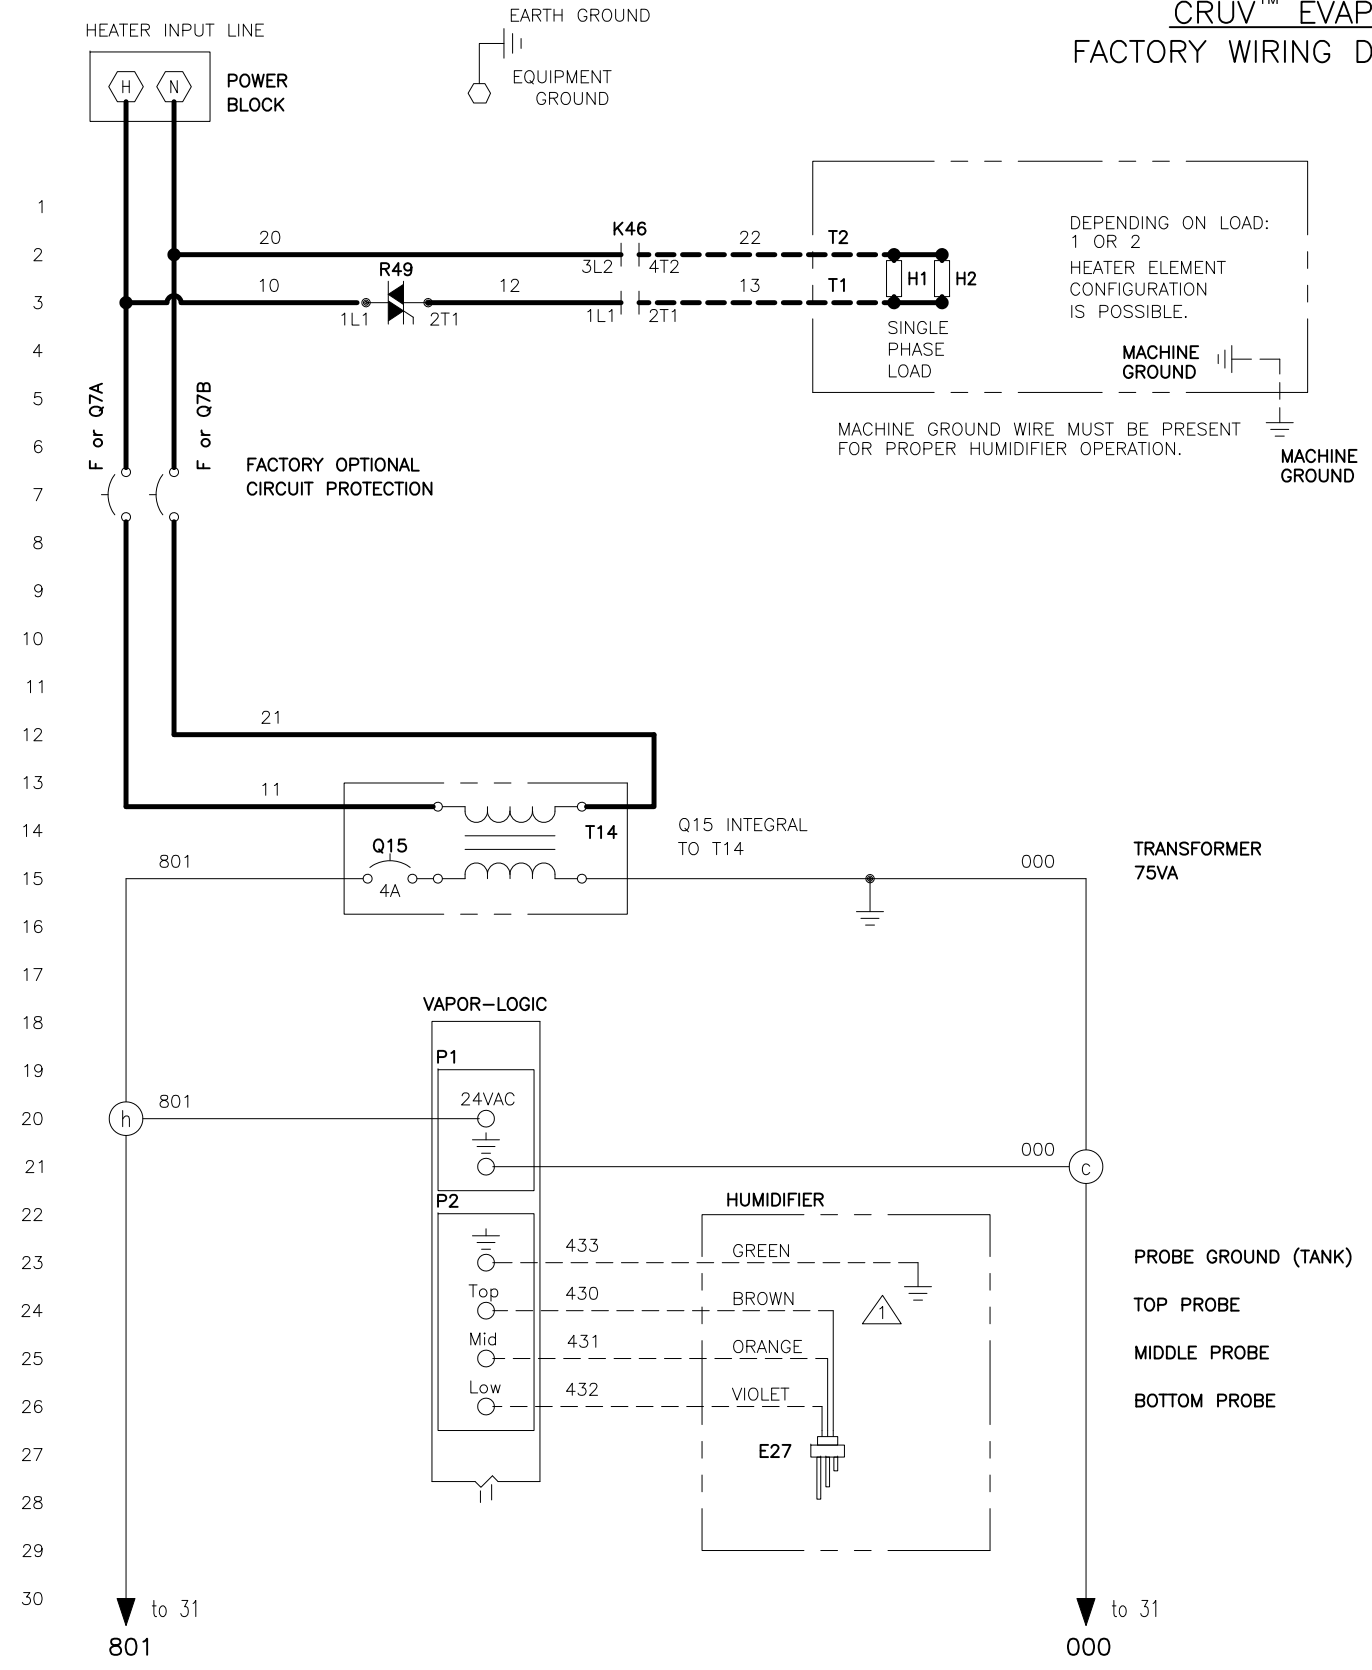 CRUV™ EVAP
FACTORY WIRING D
EARTH GROUND
HEATER INPUT LINE
H N
POWER
BLOCK
EQUIPMENT
GROUND
1
2
3
4
5
6
7
8
9
10
11
12
13
14
15
16
17
18
19
20
21
22
23
24
25
26
27
28
29
30
20
K46
3L2 4T2
22
T2
R49
10
1L1 2T1
12
1L1 2T1
13
T1
H1 H2
SINGLE
PHASE
LOAD
DEPENDING ON LOAD:
1 OR 2
HEATER ELEMENT
CONFIGURATION
IS POSSIBLE.
MACHINE
GROUND
MACHINE GROUND WIRE MUST BE PRESENT
FOR PROPER HUMIDIFIER OPERATION.
MACHINE
GROUND
F or Q7A
F or Q7B
FACTORY OPTIONAL
CIRCUIT PROTECTION
21
11
T14
Q15 INTEGRAL
TO T14
Q15
4A
801
000
TRANSFORMER
75VA
VAPOR-LOGIC
P1
24VAC
h
801
000
c
P2
HUMIDIFIER
433
GREEN
PROBE GROUND (TANK)
Top
430
BROWN
1
TOP PROBE
Mid
431
ORANGE
MIDDLE PROBE
Low
432
VIOLET
BOTTOM PROBE
E27
to 31
801
to 31
000